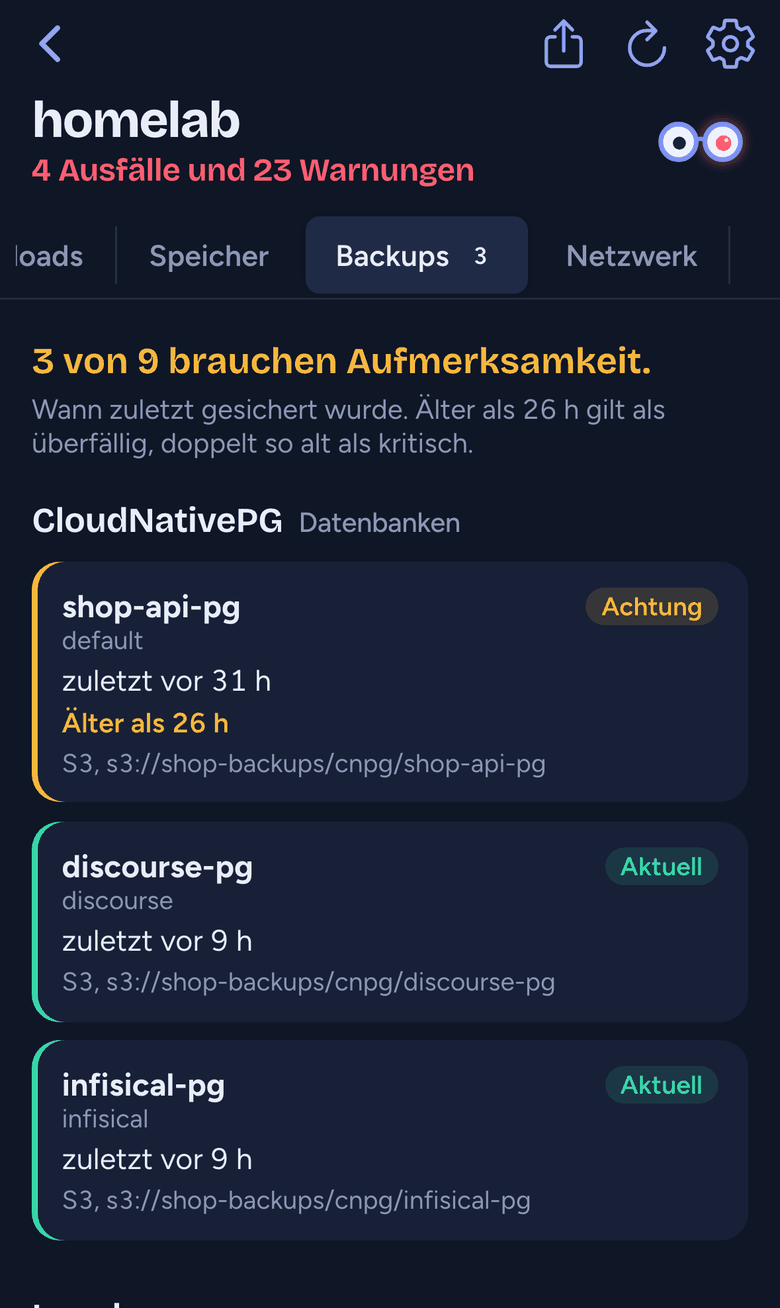 homelab
4 Ausfälle und 23 Warnungen
loads
Speicher
Backups 3
Netzwerk
3 von 9 brauchen Aufmerksamkeit.
Wann zuletzt gesichert wurde. Älter als 26 h gilt als
überfällig, doppelt so alt als kritisch.
CloudNativePG Datenbanken
shop-api-pg
Achtung
default
zuletzt vor 31 h
Älter als 26 h
S3, s3://shop-backups/cnpg/shop-api-pg
discourse-pg
Aktuell
discourse
zuletzt vor 9 h
S3, s3://shop-backups/cnpg/discourse-pg
infisical-pg
Aktuell
infisical
zuletzt vor 9 h
S3, s3://shop-backups/cnpg/infisical-pg